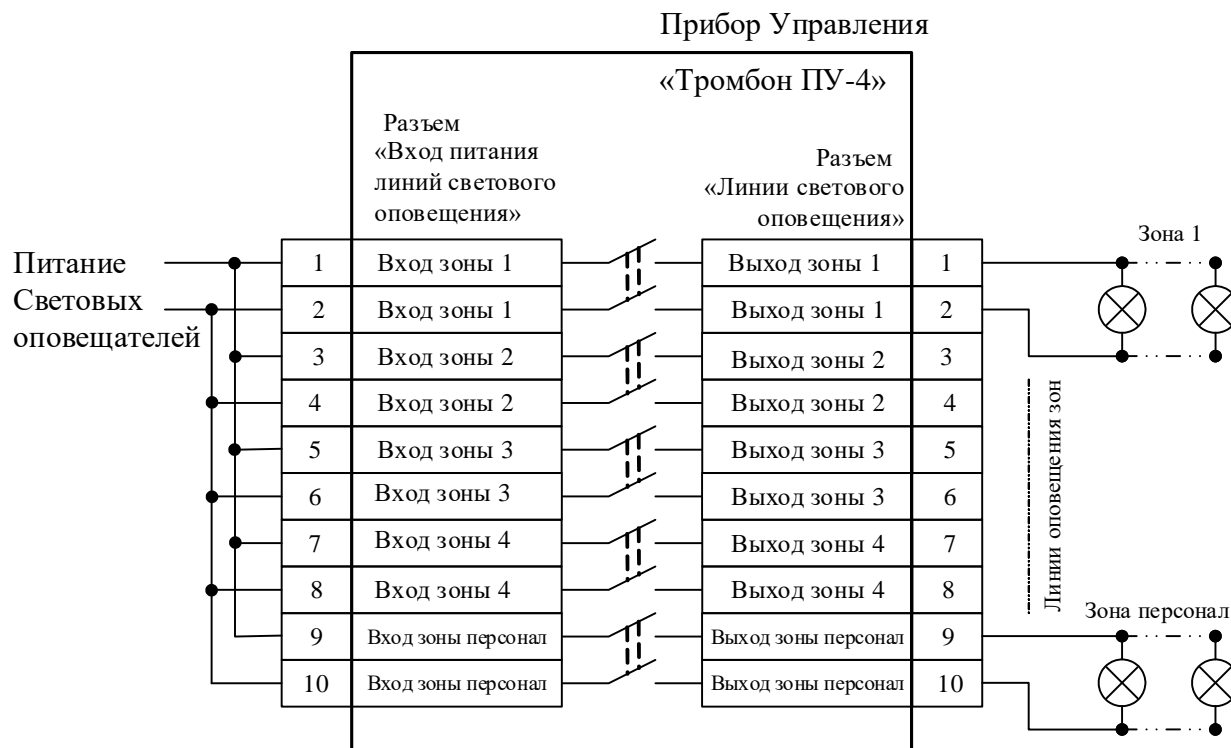 Прибор Управления
«Тромбон ПУ-4»
Разъем
«Вход питания
линий светового
оповещения»
Разъем
«Линии светового
оповещения»
Питание
Световых
оповещателей
1 Вход зоны 1 Выход зоны 1 1
2 Вход зоны 1 Выход зоны 1 2
3 Вход зоны 2 Выход зоны 2 3
4 Вход зоны 2 Выход зоны 2 4
5 Вход зоны 3 Выход зоны 3 5
6 Вход зоны 3 Выход зоны 3 6
7 Вход зоны 4 Выход зоны 4 7
8 Вход зоны 4 Выход зоны 4 8
9 Вход зоны персонал Выход зоны персонал 9
10 Вход зоны персонал Выход зоны персонал 10
Зона 1
Линии оповещения зон
Зона персонал